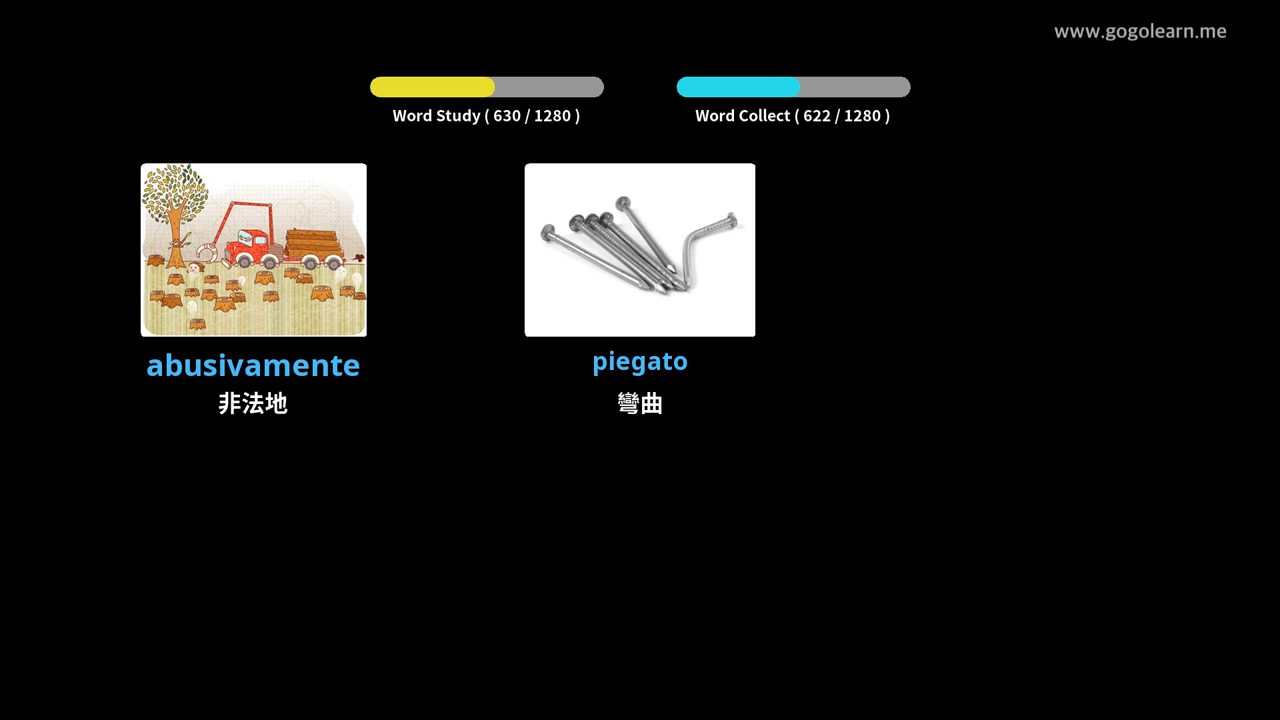 www.gogolearn.me
Word Study ( 630 / 1280 )
Word Collect ( 622 / 1280 )
abusivamente
非法地
piegato
彎曲